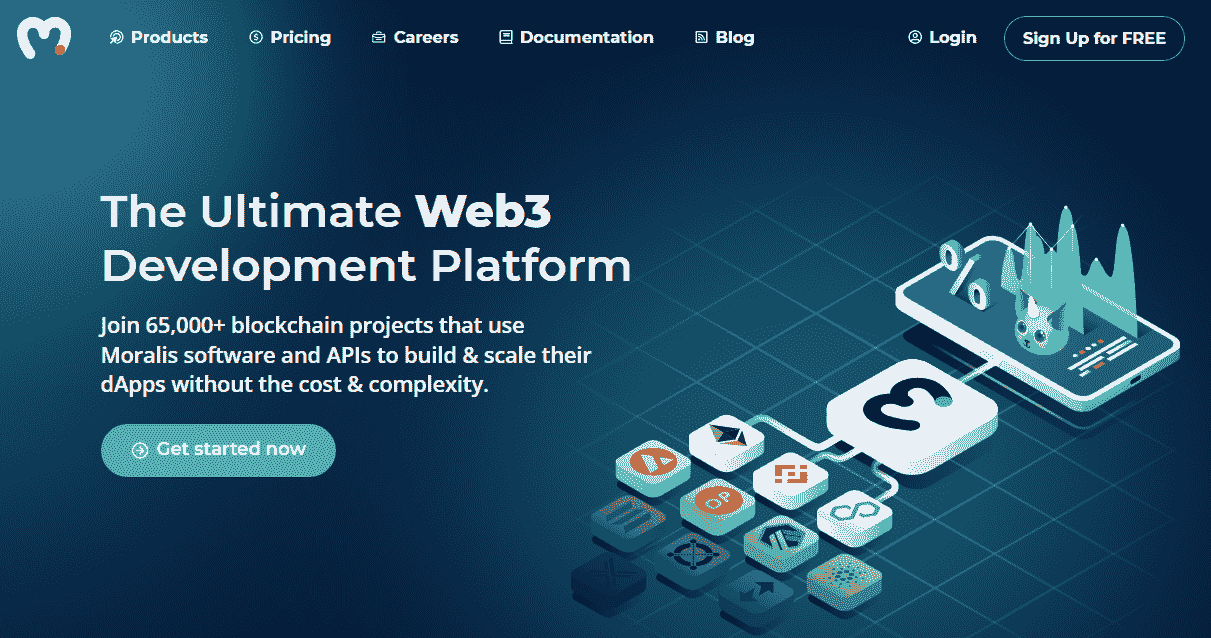 Products
Pricing
Careers
Documentation
Blog
Login
Sign Up for FREE
The Ultimate Web3
Development Platform
Join 65,000+ blockchain projects that use
Moralis software and APIs to build & scale their
dApps without the cost & complexity.
Get started now
%
OP